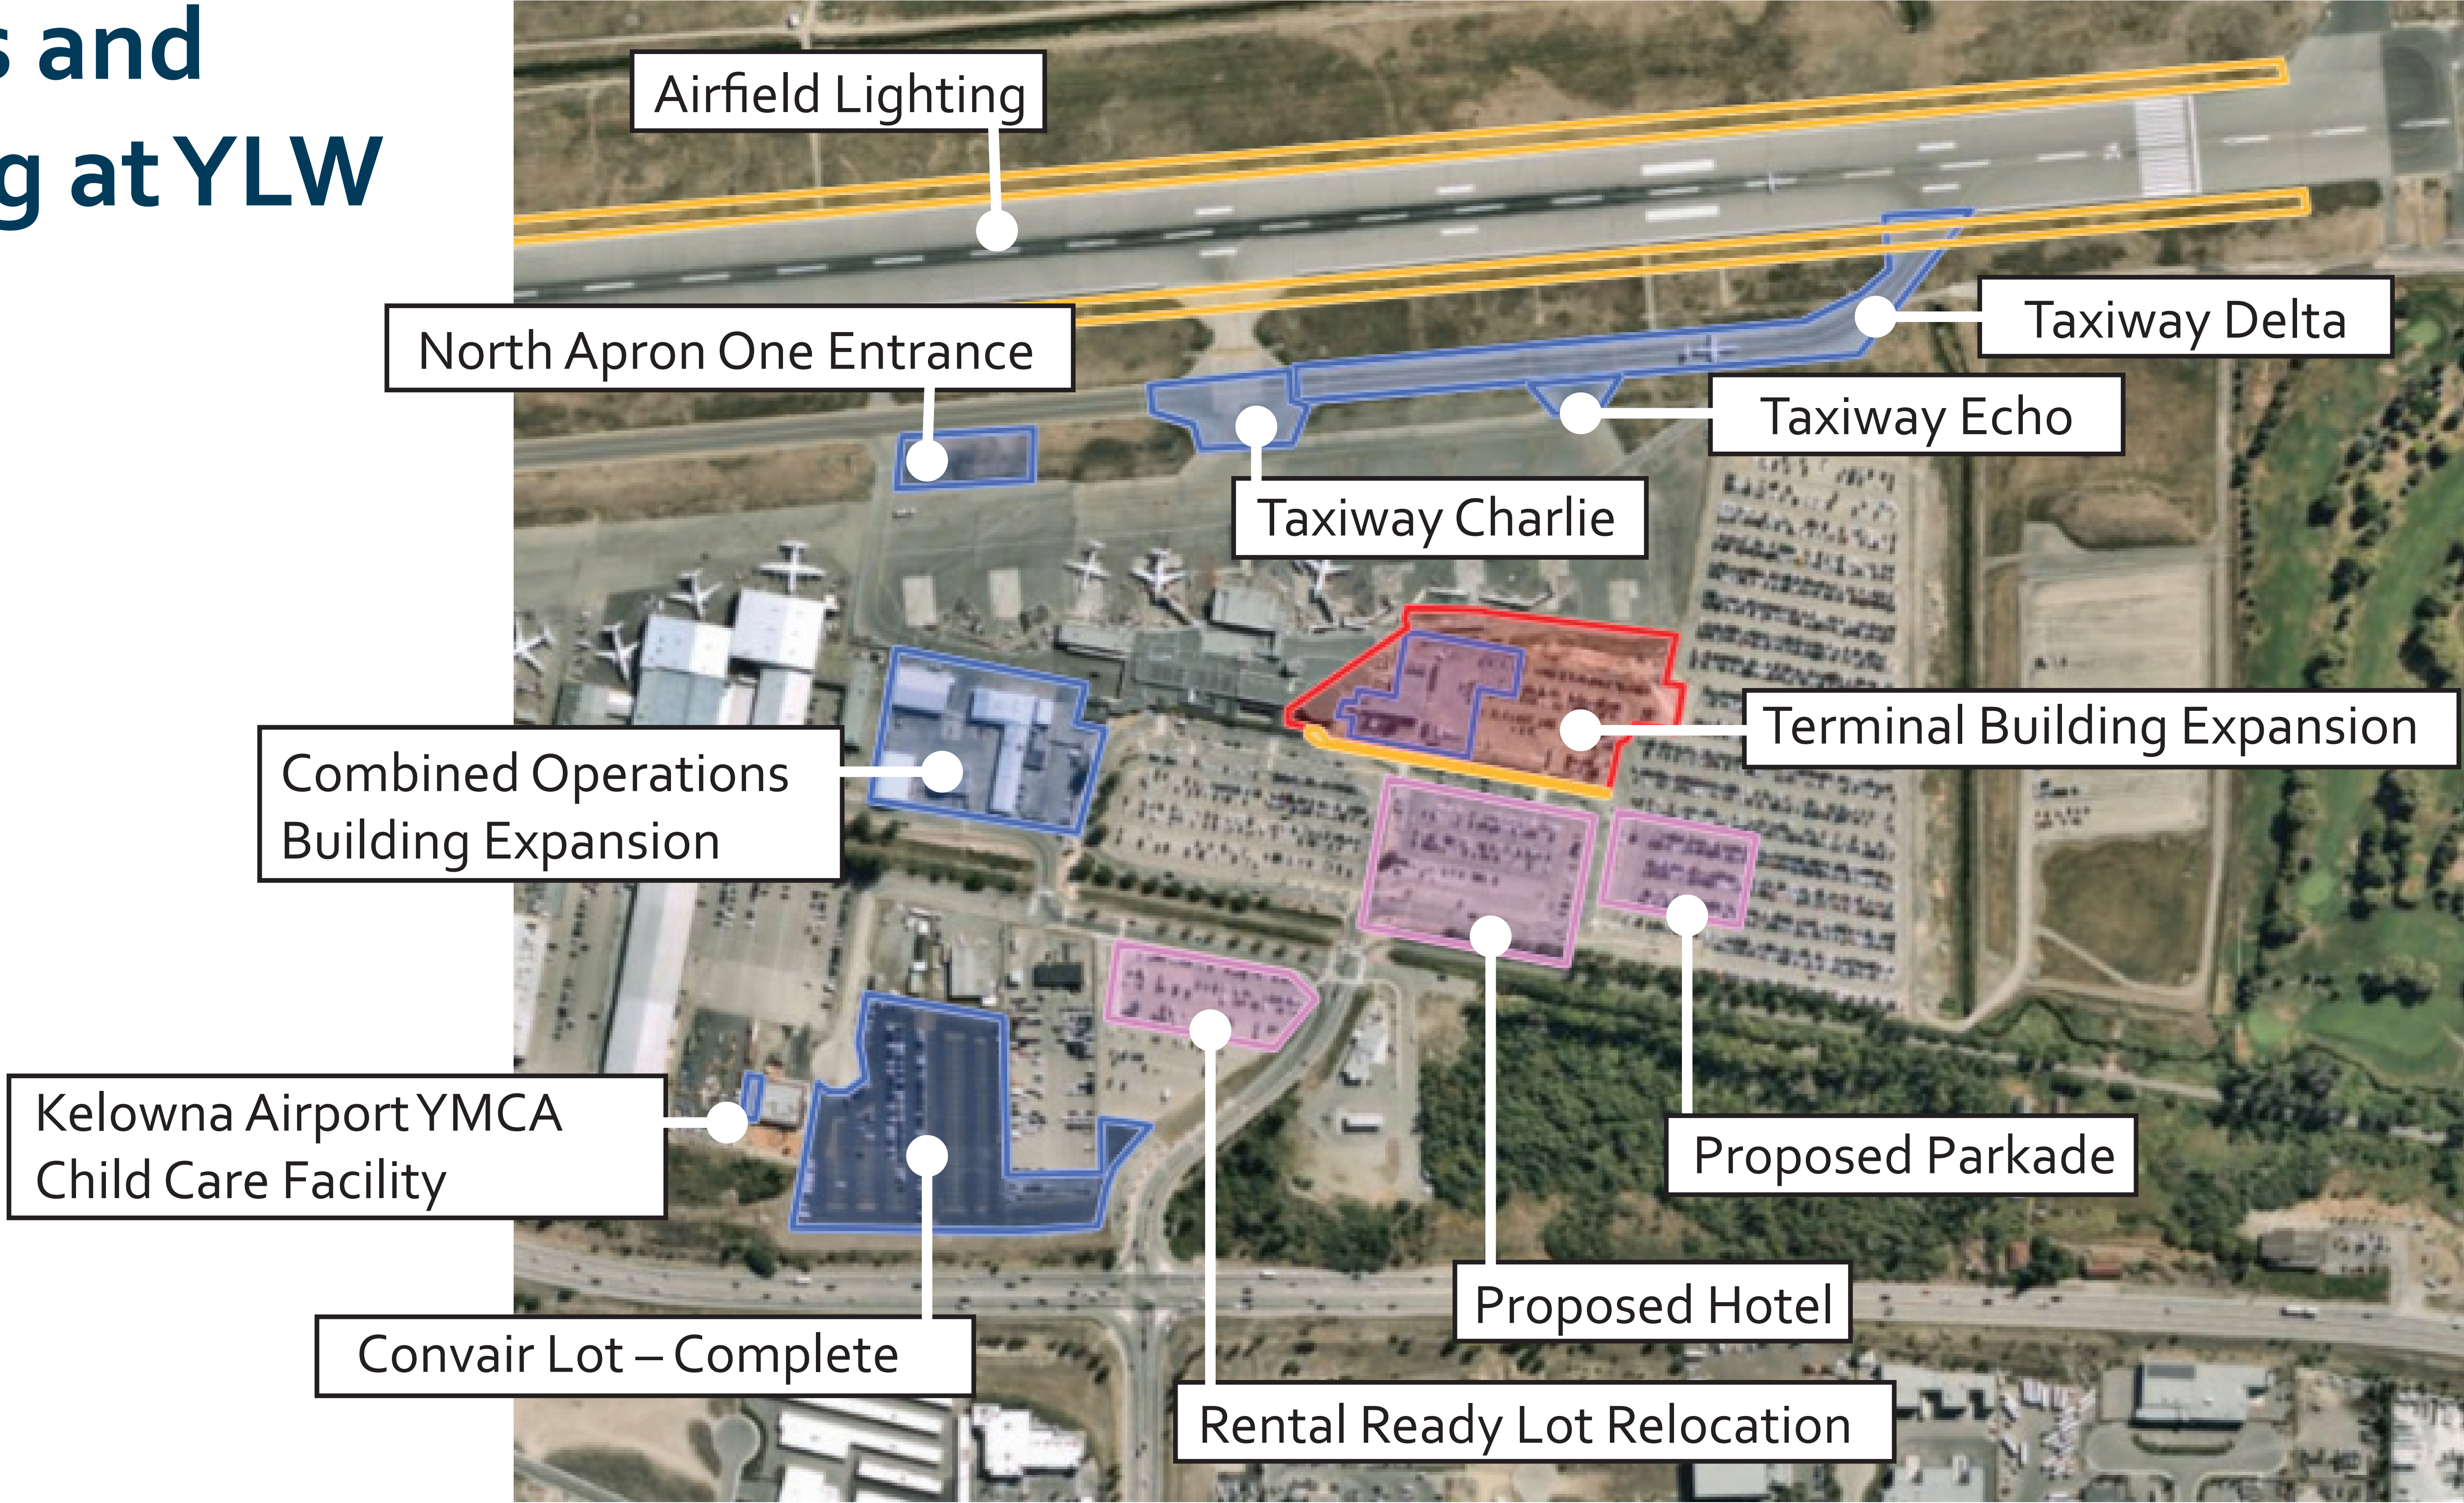 s and
g at YLW
Airfield Lighting
North Apron One Entrance
Taxiway Delta
Taxiway Echo
Taxiway Charlie
Terminal Building Expansion
Combined Operations
Building Expansion
Kelowna Airport YMCA
Child Care Facility
Proposed Parkade
Proposed Hotel
Convair Lot – Complete
Rental Ready Lot Relocation